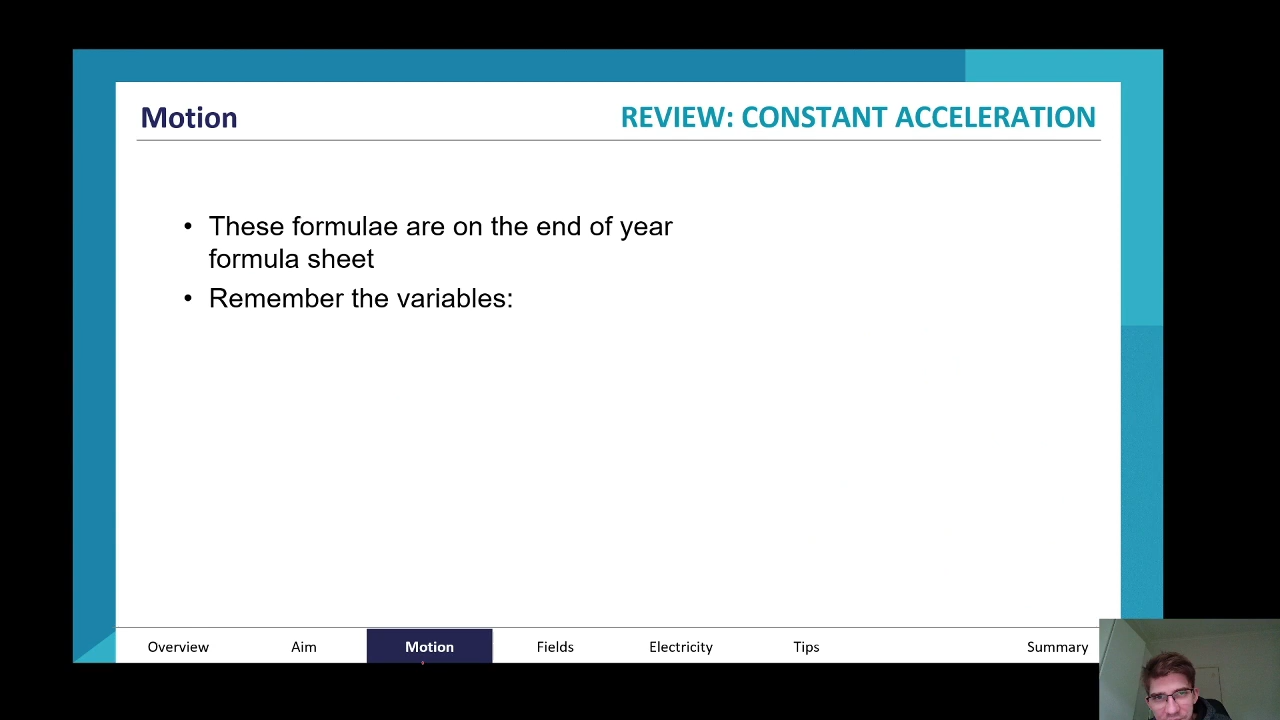 Motion
REVIEW: CONSTANT ACCELERATION
• These formulae are on the end of year
formula sheet
• Remember the variables:
Overview
Aim
Motion
Fields
Electricity
Tips
Summary